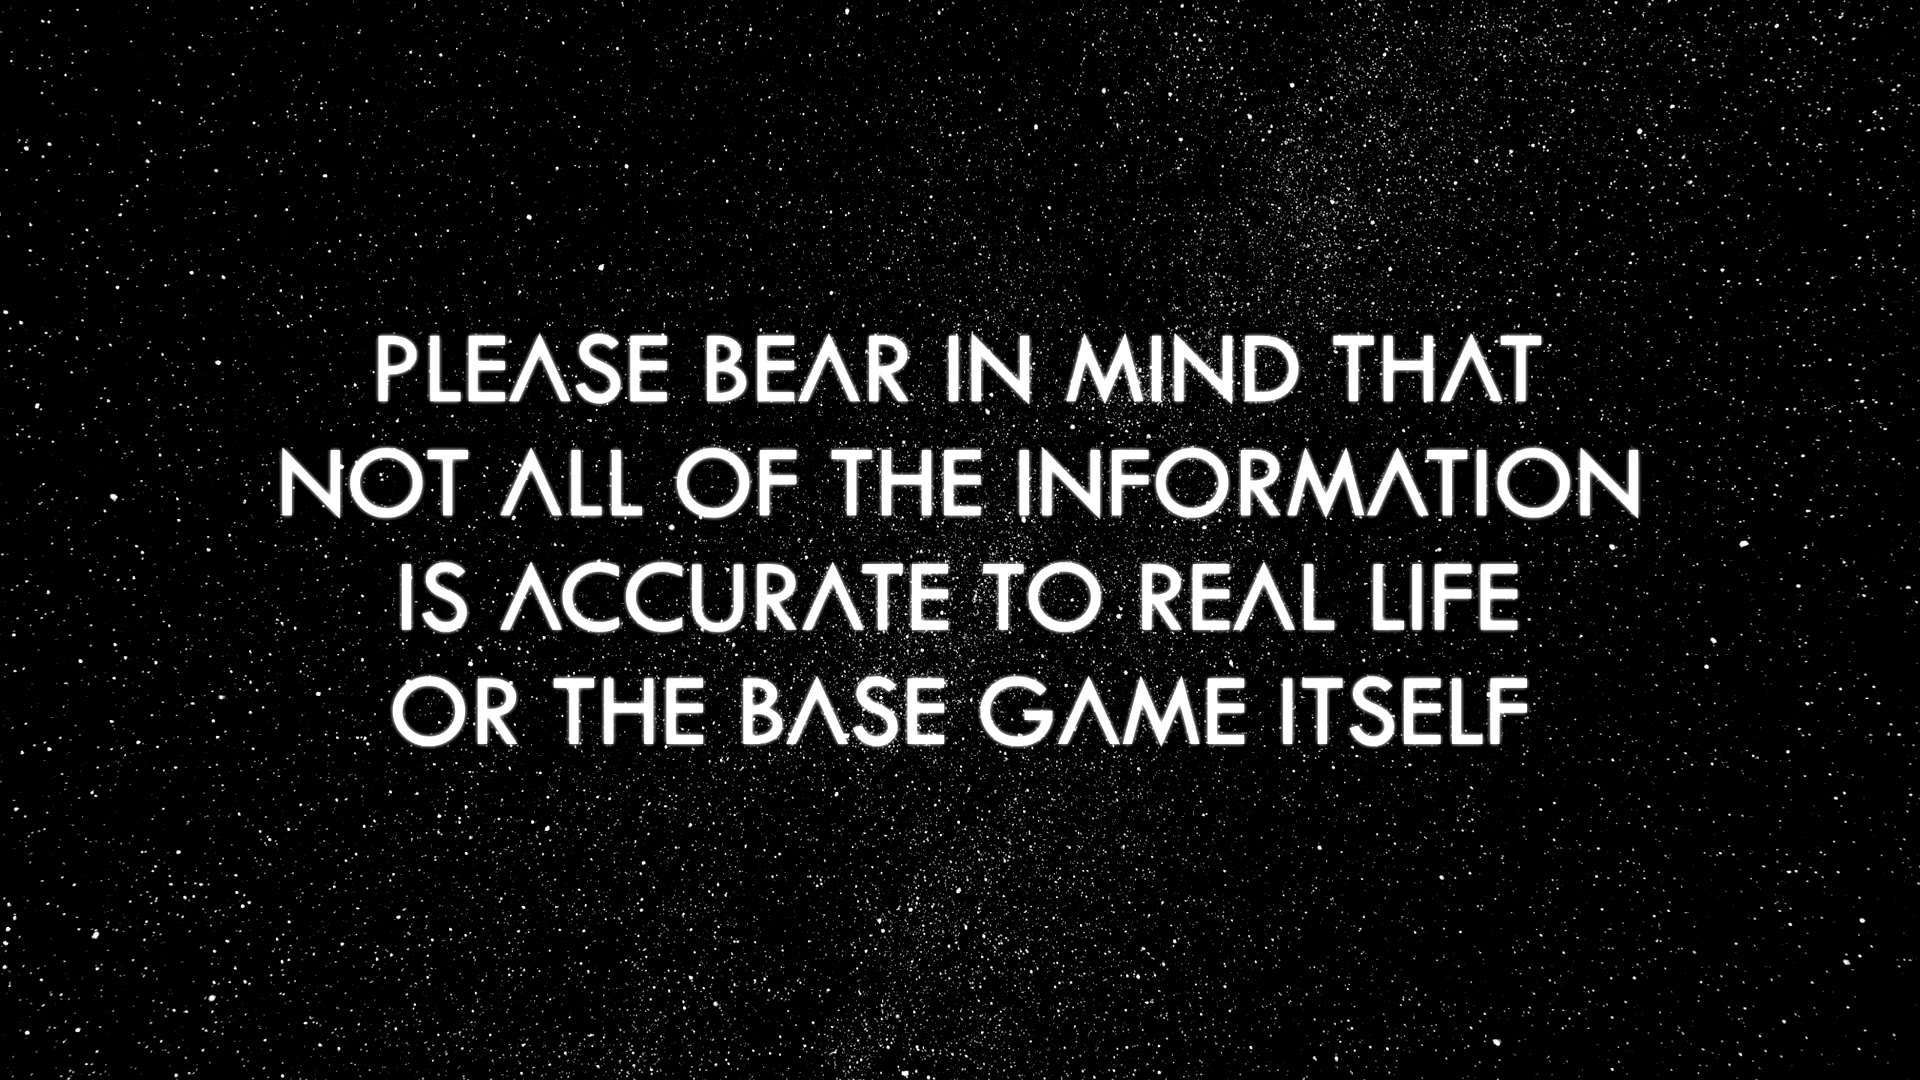 PLEASE BEAR IN MIND THAT
NOT ALL OF THE INFORMATION
IS ACCURATE TO REAL LIFE
OR THE BASE GAME ITSELF